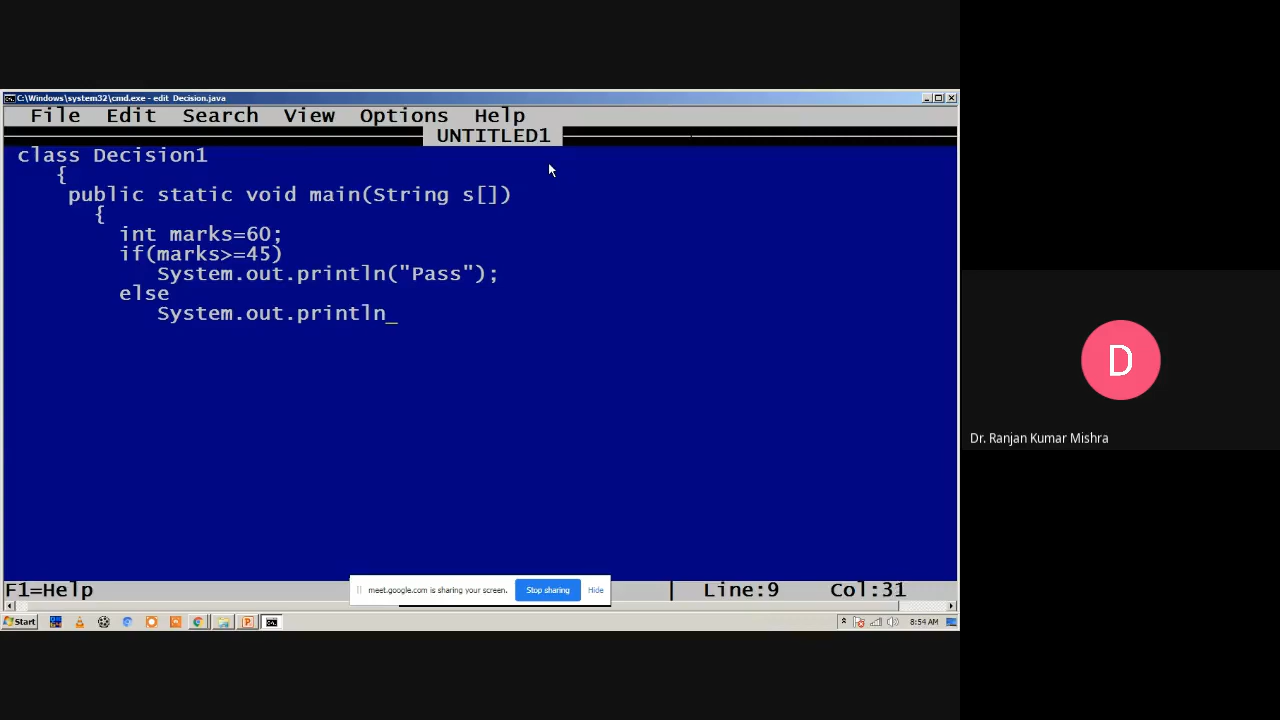 C:\Windows\system32\cmd.exe - edit Decision.java
File Edit Search View Options Help
UNTITLED1
class Decision1
{
public static void main(String s[])
{
int marks=60;
if(marks>=45)
System.out.println("Pass");
else
System.out.println_
F1=Help
meet.google.com is sharing your screen. Stop sharing Hide
Line:9 Col:31
Start
8:54 AM
D
Dr. Ranjan Kumar Mishra